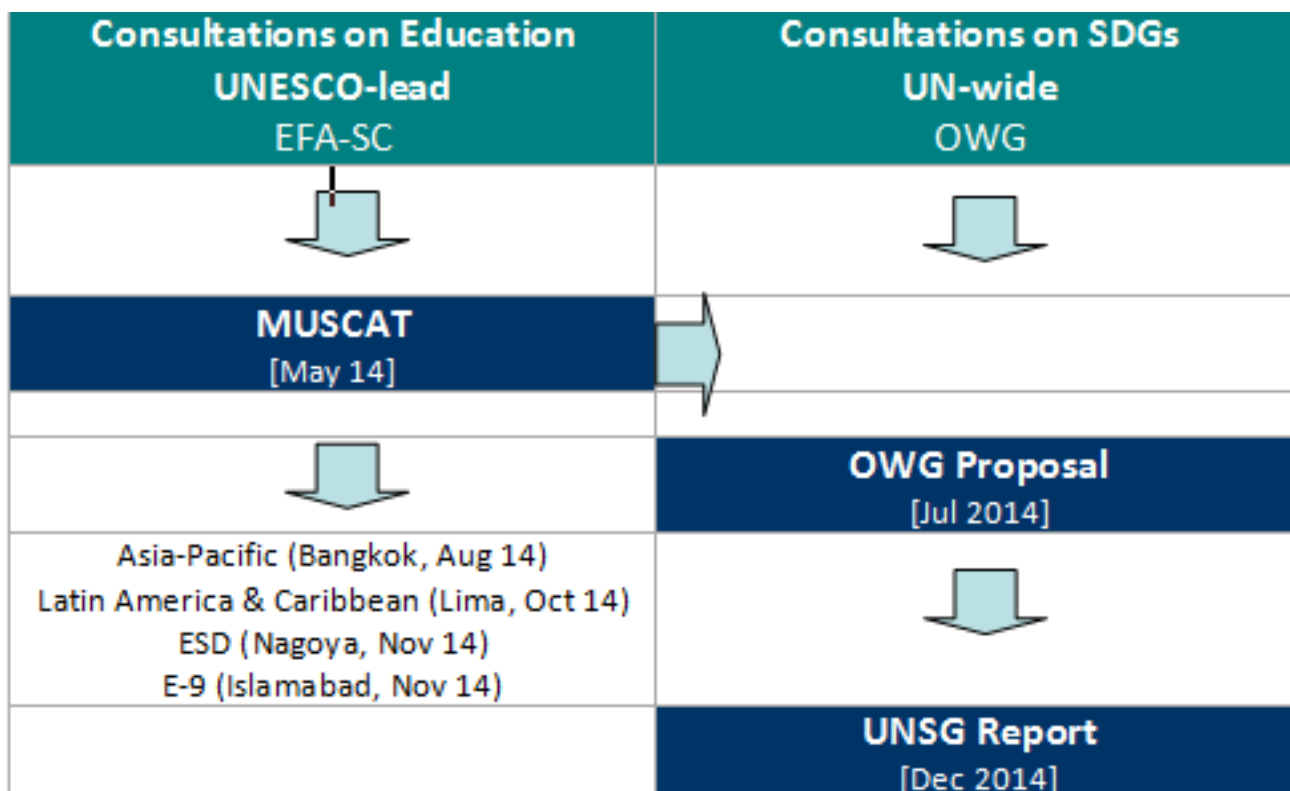 Consultations on Education
UNESCO-lead
EFA-SC
Consultations on SDGs
UN-wide
OWG
MUSCAT
[May 14]
OWG Proposal
[Jul 2014]
Asia-Pacific (Bangkok, Aug 14)
Latin America & Caribbean (Lima, Oct 14)
ESD (Nagoya, Nov 14)
E-9 (Islamabad, Nov 14)
UNSG Report
[Dec 2014]